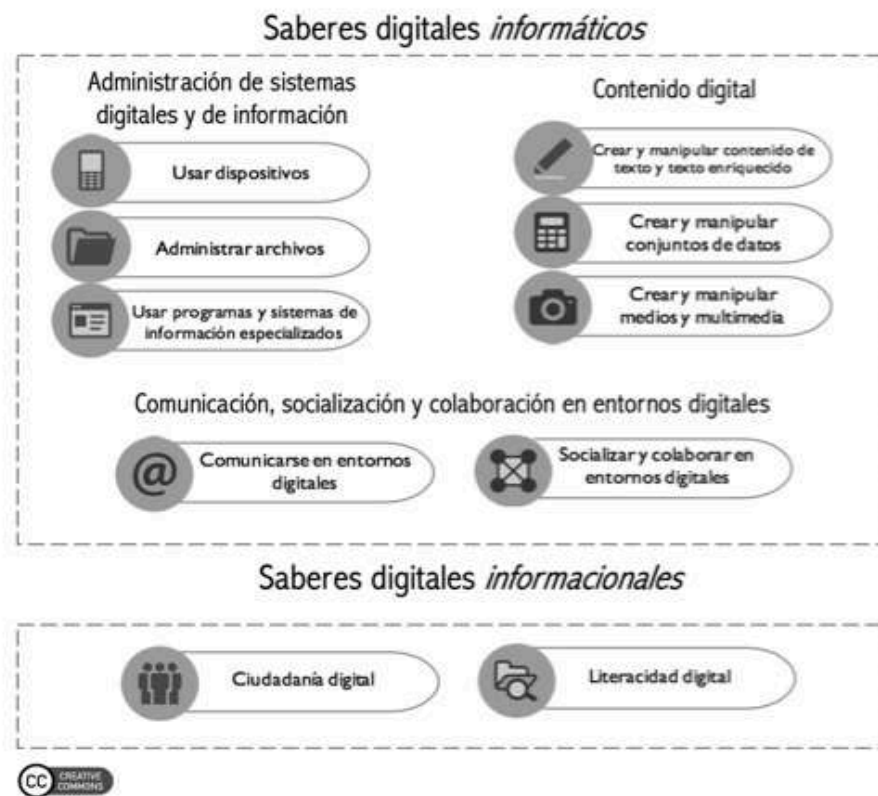 Saberes digitales informáticos
Administración de sistemas
digitales y de información
Usar dispositivos
Administrar archivos
Usar programas y sistemas de
información especializados
Contenido digital
Crear y manipular contenido de
texto y texto enriquecido
Crear y manipular
conjuntos de datos
Crear y manipular
medios y multimedia
Comunicación, socialización y colaboración en entornos digitales
@
Comunicarse en entornos
digitales
Socializar y colaborar en
entornos digitales
Saberes digitales informacionales
Ciudadanía digital
Literacidad digital
CC
CREATIVE
COMMONS